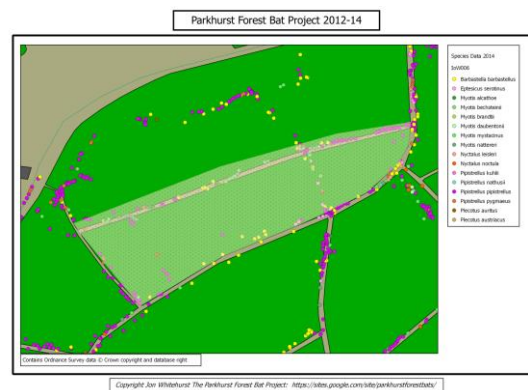 Parkhurst Forest Bat Project 2012-14
Species Data 2014
Barbastella barbastellus
Eptesicus serotinus
Myotis alcathoe
Myotis bechsteinii
Myotis brandtii
Myotis daubentonii
Myotis mystacinus
Myotis nattereri
Nyctalus leisleri
Nyctalus noctula
Pipistrellus kuhlii
Pipistrellus nathusii
Pipistrellus pipistrellus
Pipistrellus pygmaeus
Plecotus auritus
Plecotus austriacus
Contains Ordnance Survey data © Crown copyright and database right
Copyright Jon Whitehurst The Parkhurst Forest Bat Project: https://sites.google.com/site/parkhurstforestbats/